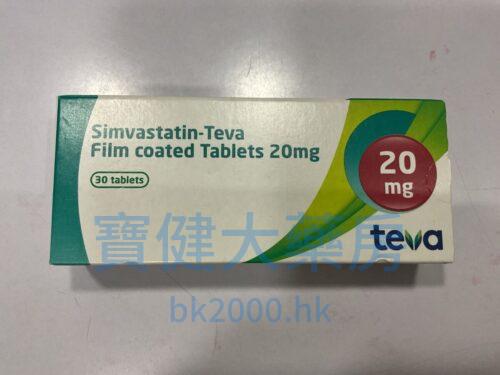 Simvastatin-Teva
Film coated Tablets 20mg
30 tablets
20
mg
teva
寶健大藥房
bk2000.hk